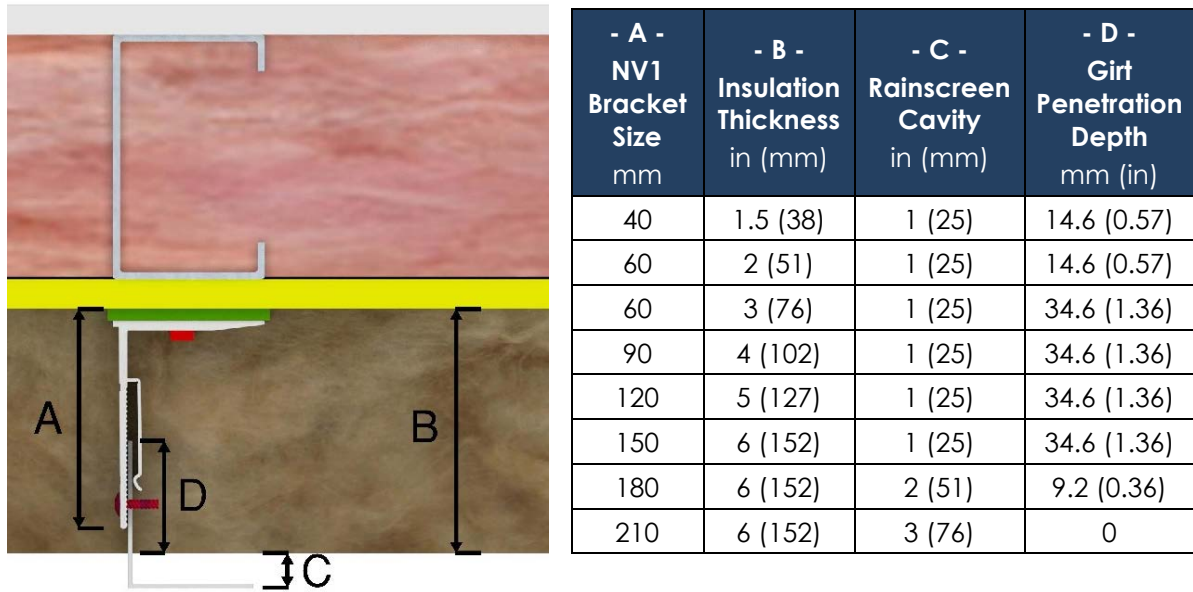 A
B
D
C
- A -
NV1
Bracket
Size
mm
- B -
Insulation
Thickness
in (mm)
- C -
Rainscreen
Cavity
in (mm)
- D -
Girt
Penetration
Depth
mm (in)
40 1.5 (38) 1 (25) 14.6 (0.57)
60 2 (51) 1 (25) 14.6 (0.57)
60 3 (76) 1 (25) 34.6 (1.36)
90 4 (102) 1 (25) 34.6 (1.36)
120 5 (127) 1 (25) 34.6 (1.36)
150 6 (152) 1 (25) 34.6 (1.36)
180 6 (152) 2 (51) 9.2 (0.36)
210 6 (152) 3 (76) 0